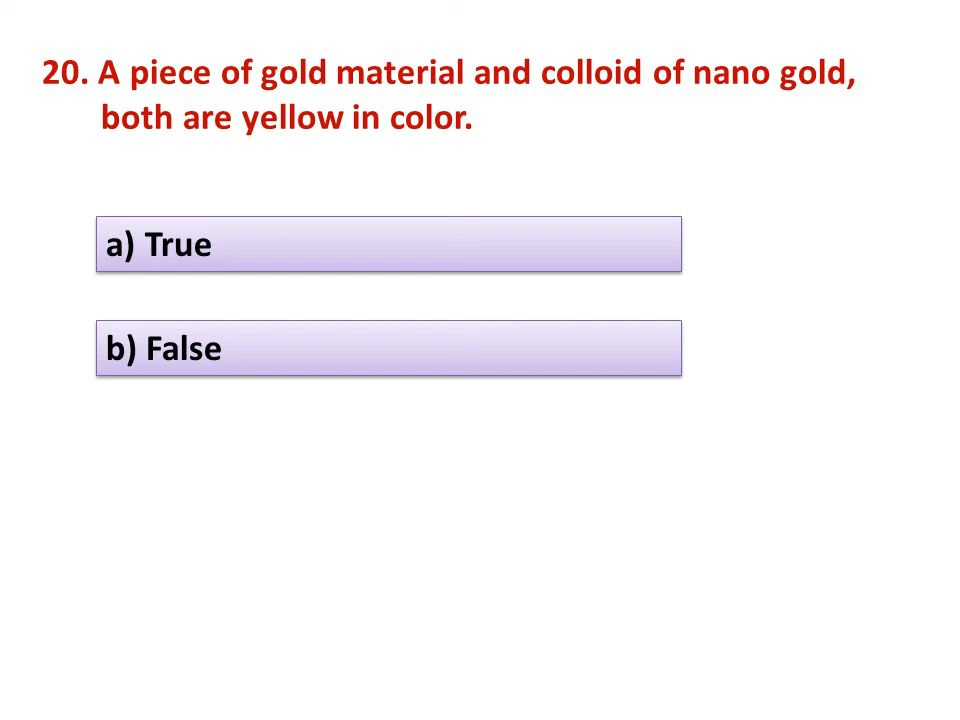 20. A piece of gold material and colloid of nano gold,
both are yellow in color.
a) True
b) False